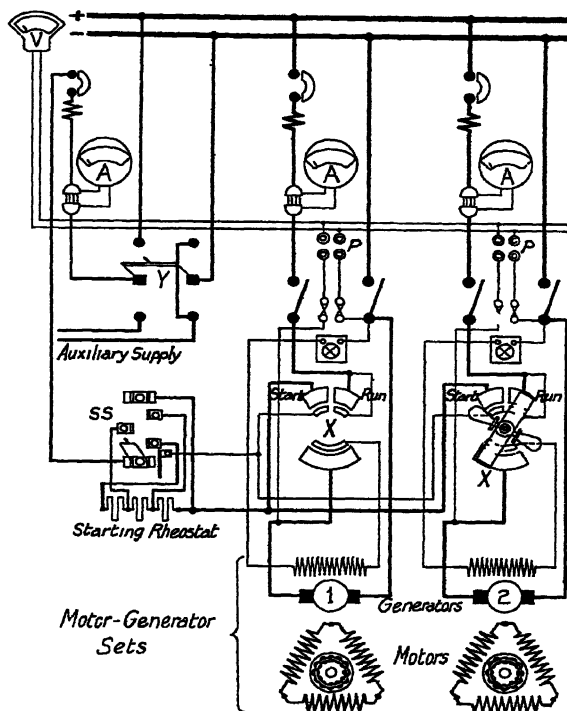 +
−
V
A
A
A
P
P
Y
Auxiliary Supply
Start
Run
Start
Run
SS
X
X
Starting Rheostat
1
Generators
2
Motor-Generator
Sets
Motors